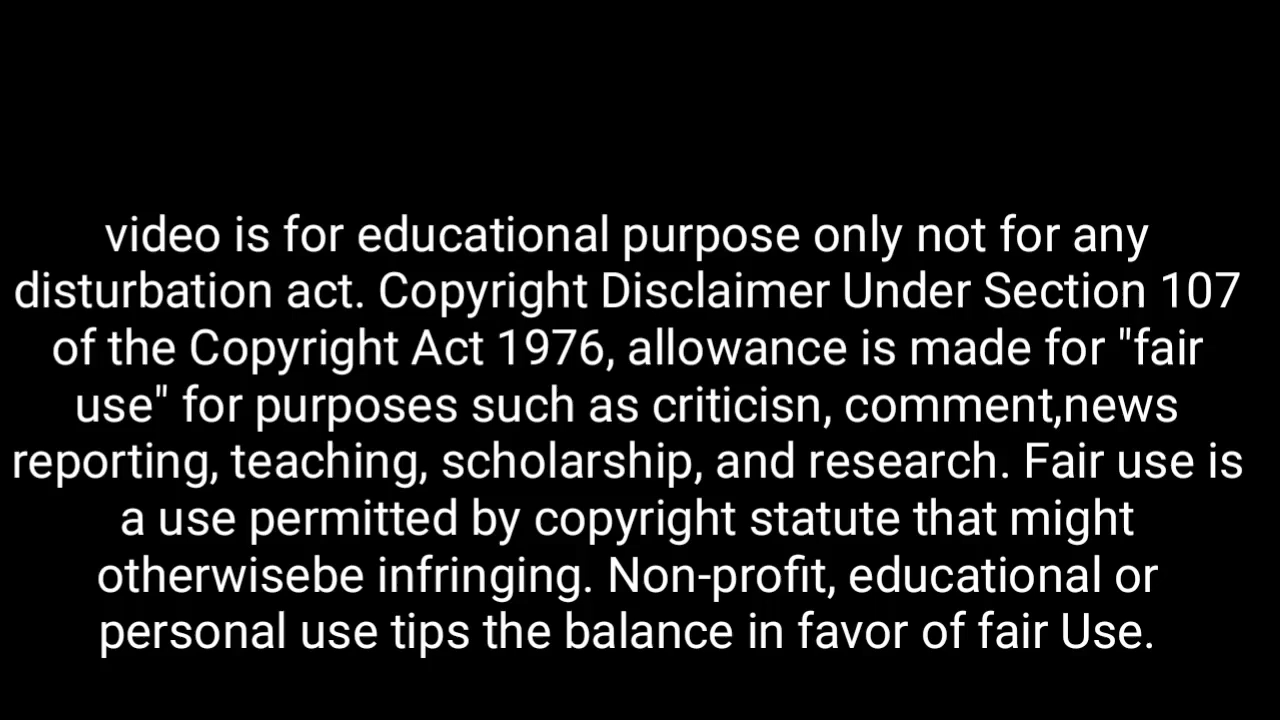 video is for educational purpose only not for any
disturbation act. Copyright Disclaimer Under Section 107
of the Copyright Act 1976, allowance is made for "fair
use" for purposes such as criticisn, comment,news
reporting, teaching, scholarship, and research. Fair use is
a use permitted by copyright statute that might
otherwisebe infringing. Non-profit, educational or
personal use tips the balance in favor of fair Use.